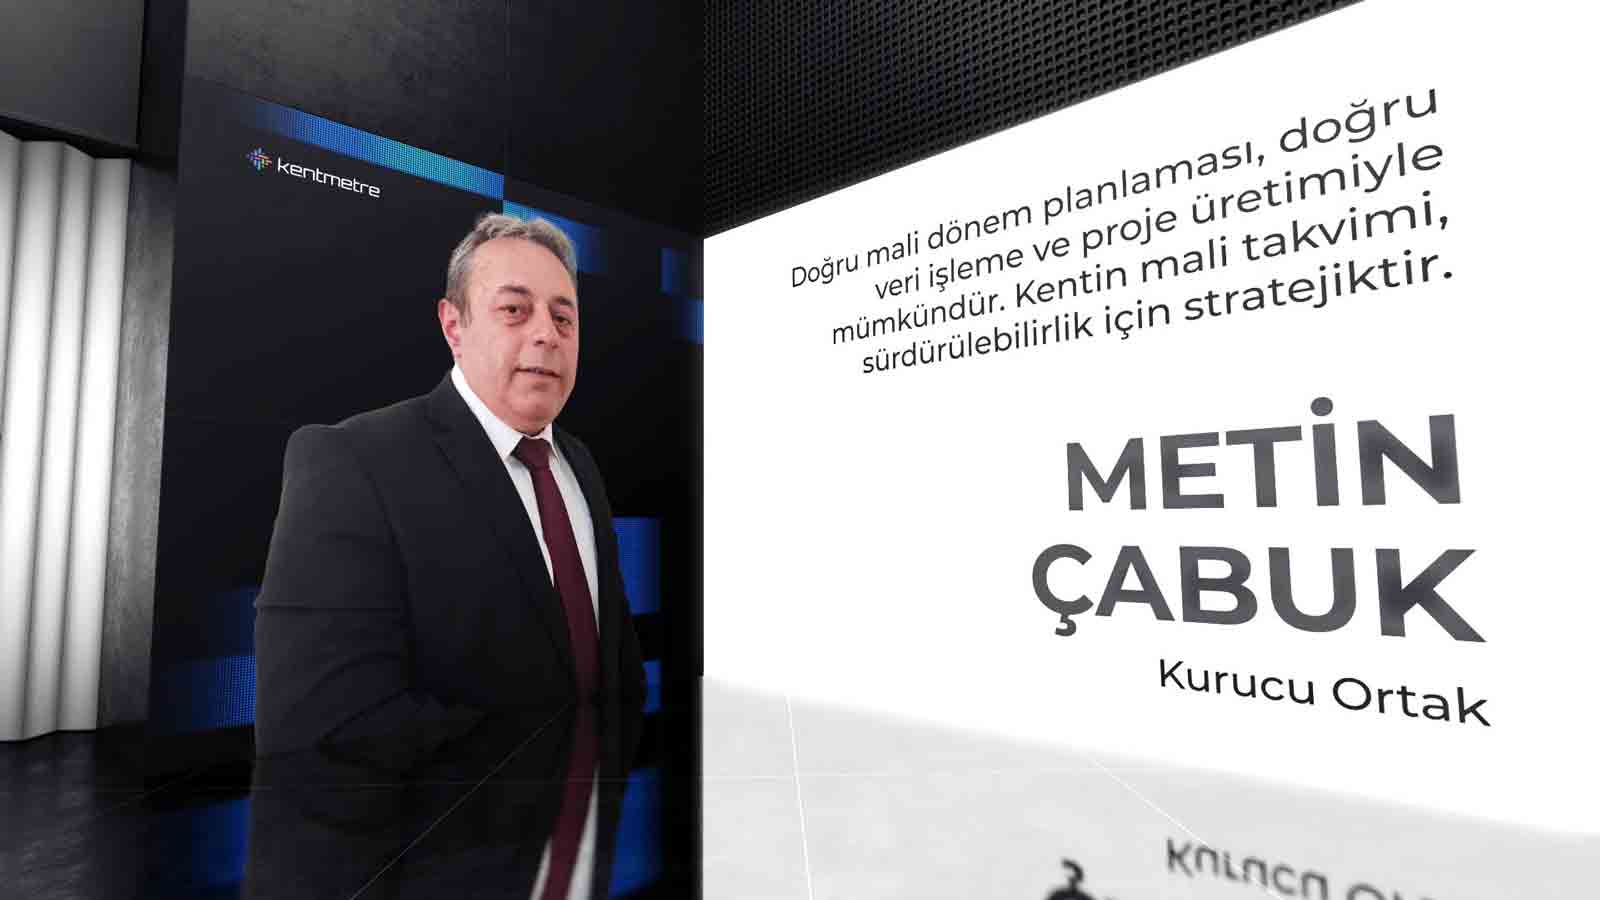 kentmetre
Doğru mali dönem planlaması, doğru
veri işleme ve proje üretimiyle
mümkündür. Kentin mali takvimi,
sürdürülebilirlik için stratejiktir.
METİN
ÇABUK
Kurucu Ortak